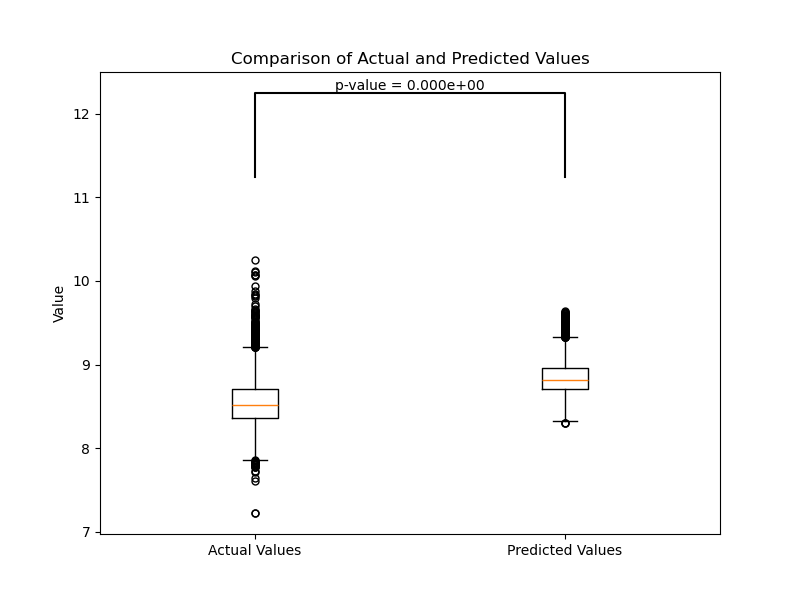 Comparison of Actual and Predicted Values
p-value = 0.000e+00
12
11
10
9
8
7
Value
Actual Values
Predicted Values